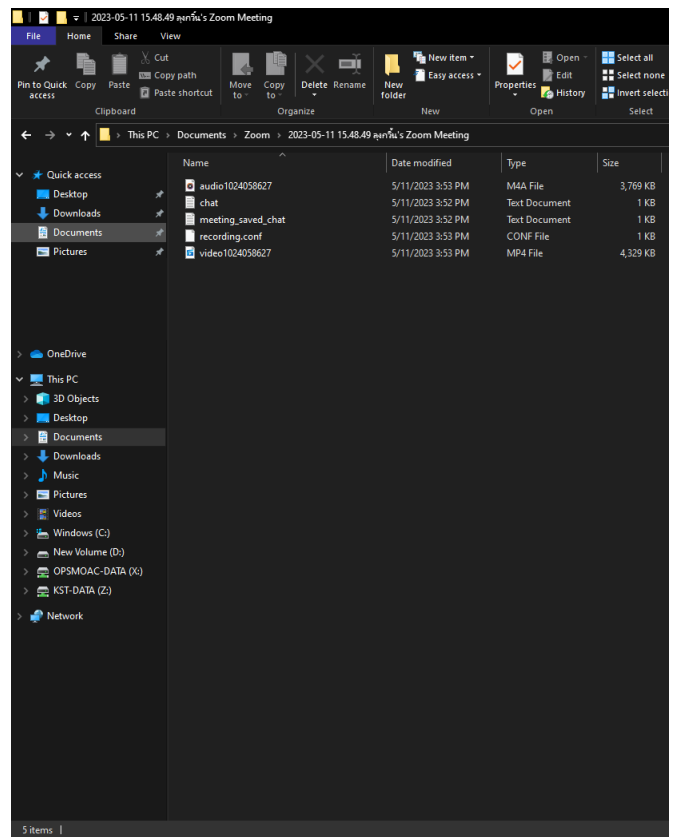 2023-05-11 15.48.49 ลุงกวิ้น's Zoom Meeting
File Home Share View
Pin to Quick access
Copy
Paste
Cut
Copy path
Paste shortcut
Clipboard
Move to
Copy to
Delete
Rename
Organize
New folder
New item
Easy access
New
Properties
Open
Edit
History
Open
Select all
Select none
Invert selecti
Select
This PC > Documents > Zoom > 2023-05-11 15.48.49 ลุงกวิ้น's Zoom Meeting
Name Date modified Type Size
audio1024058627 5/11/2023 3:53 PM M4A File 3,769 KB
chat 5/11/2023 3:52 PM Text Document 1 KB
meeting_saved_chat 5/11/2023 3:52 PM Text Document 1 KB
recording.conf 5/11/2023 3:53 PM CONF File 1 KB
video1024058627 5/11/2023 3:53 PM MP4 File 4,329 KB
Quick access
Desktop
Downloads
Documents
Pictures
OneDrive
This PC
3D Objects
Desktop
Documents
Downloads
Music
Pictures
Videos
Windows (C:)
New Volume (D:)
OPSMOAC-DATA (X:)
KST-DATA (Z:)
Network
5 items